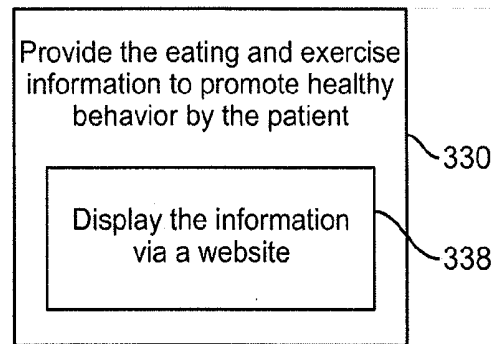 Provide the eating and exercise
information to promote healthy
behavior by the patient
330
Display the information
via a website
338